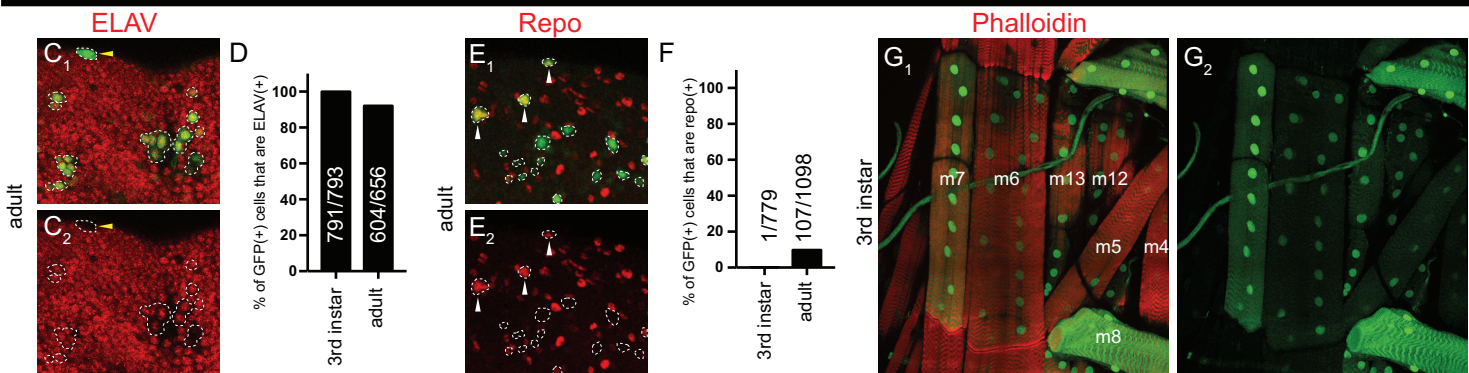 ELAV
Repo
Phalloidin
adult
C1
C2
D
% of GFP(+) cells that are ELAV(+)
100
80
60
40
20
0
791/793
604/656
3rd instar
adult
adult
E1
E2
F
% of GFP(+) cells that are repo(+)
100
80
60
40
20
0
1/779
107/1098
3rd instar
adult
3rd instar
G1
m7
m6
m13
m12
m5
m4
m8
G2